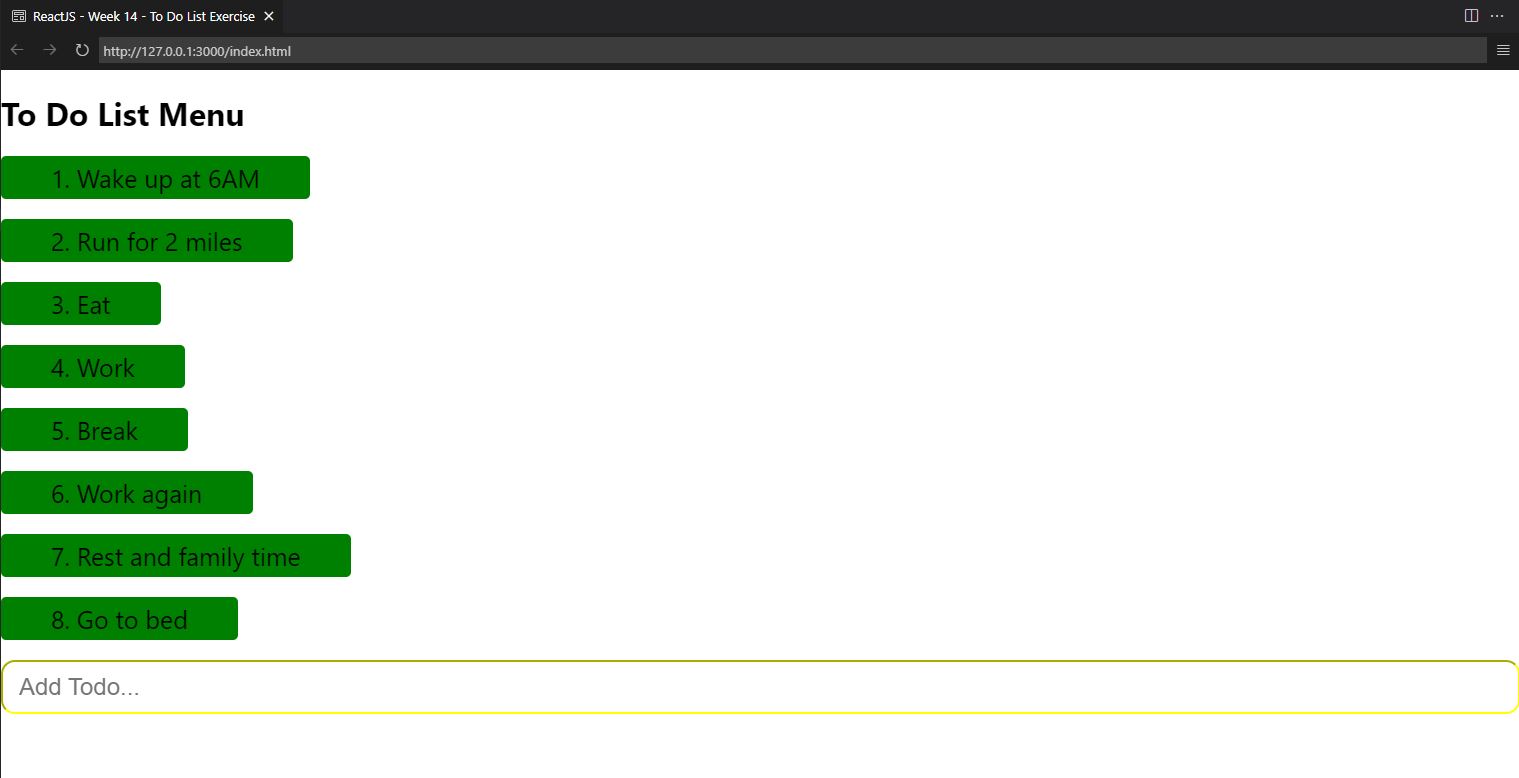 ReactJS - Week 14 - To Do List Exercise
http://127.0.0.1:3000/index.html
To Do List Menu
1. Wake up at 6AM
2. Run for 2 miles
3. Eat
4. Work
5. Break
6. Work again
7. Rest and family time
8. Go to bed
Add Todo...